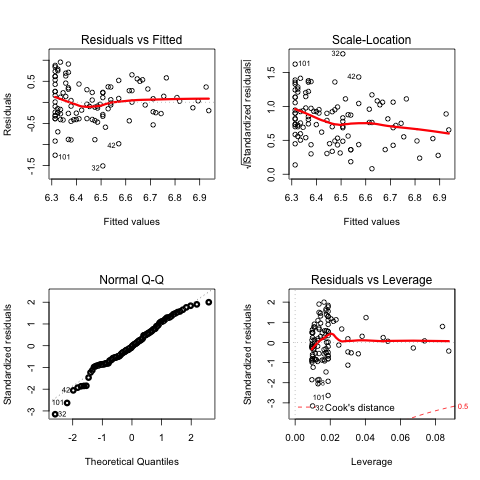 Residuals vs Fitted
Residuals
0.5
-0.5
-1.5
101
32
42
6.3 6.4 6.5 6.6 6.7 6.8 6.9
Fitted values
Scale-Location
√|Standardized residuals|
1.5
1.0
0.5
0.0
32
101
42
6.3 6.4 6.5 6.6 6.7 6.8 6.9
Fitted values
Normal Q-Q
Standardized residuals
2
1
0
-1
-2
-3
42
101
32
-2 -1 0 1 2
Theoretical Quantiles
Residuals vs Leverage
Standardized residuals
2
1
0
-1
-2
-3
101
32
Cook's distance
0.5
0.00 0.02 0.04 0.06 0.08
Leverage